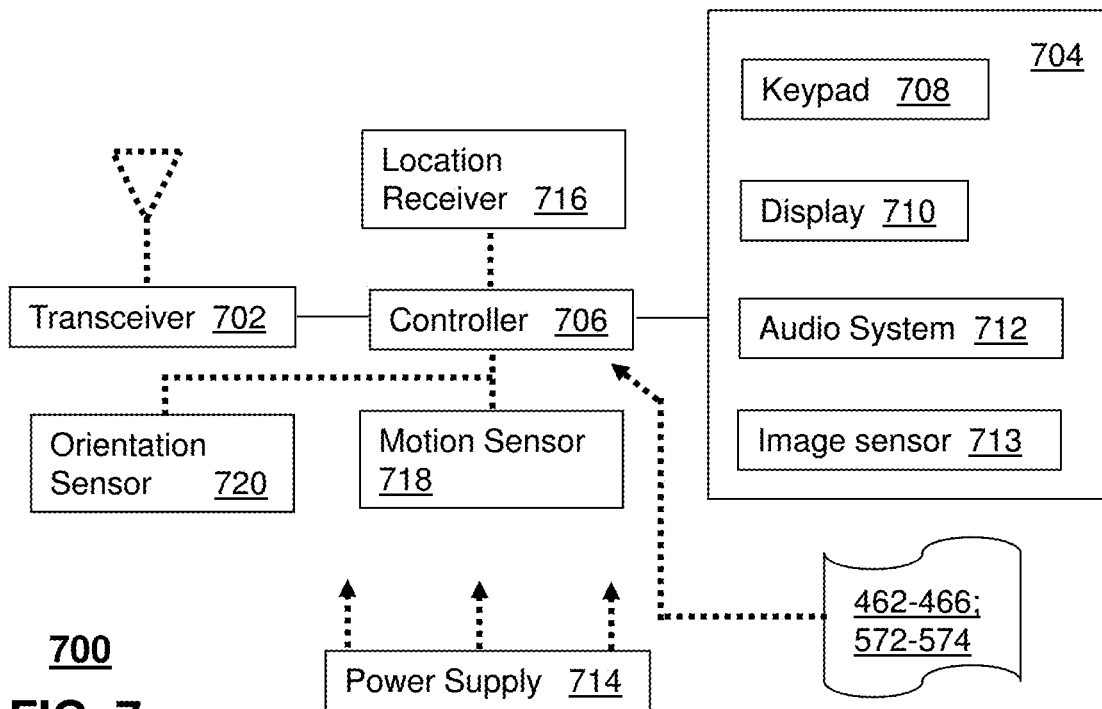 704
Keypad 708
Location
Receiver 716
Display 710
Transceiver 702
Controller 706
Audio System 712
Orientation
Sensor 720
Motion Sensor
718
Image sensor 713
462-466;
572-574
700
Power Supply 714
FIG. 7